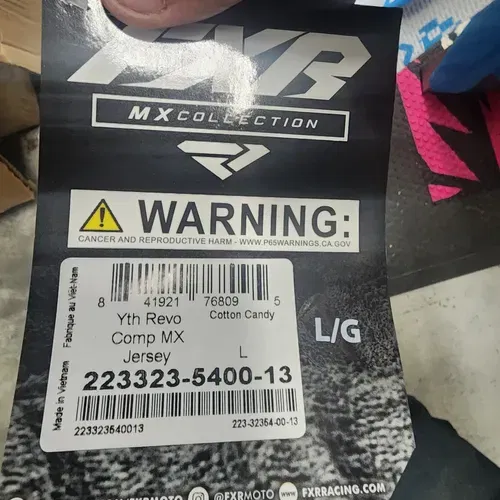 FXR
MX COLLECTION
WARNING:
CANCER AND REPRODUCTIVE HARM - WWW.P65WARNINGS.CA.GOV
Made in Vietnam Fabriqué au Viêt-Nam
8 41921 76809 5
Yth Revo Cotton Candy
Comp MX
Jersey L
223323-5400-13
223323540013 223-32354-00-13
L/G
/FXRMOTO @FXRMOTO www FXRRACING.COM